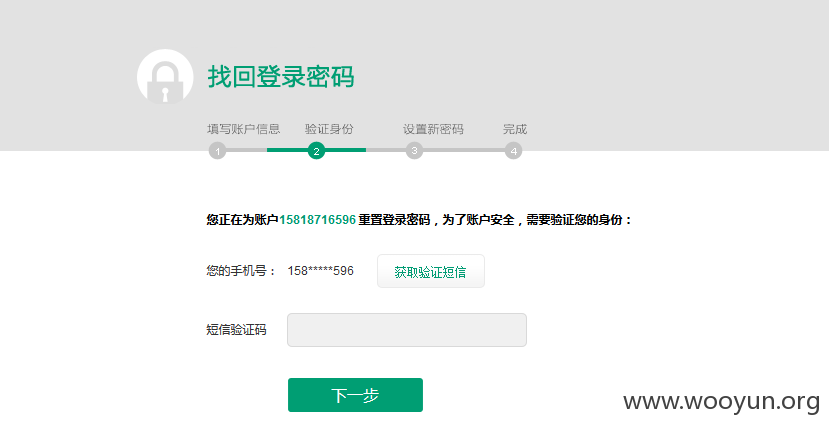 找回登录密码
填写账户信息 验证身份 设置新密码 完成
1 2 3 4
您正在为账户15818716596 重置登录密码，为了账户安全，需要验证您的身份：
您的手机号： 158*****596 获取验证短信
短信验证码
下一步
www.wooyun.org